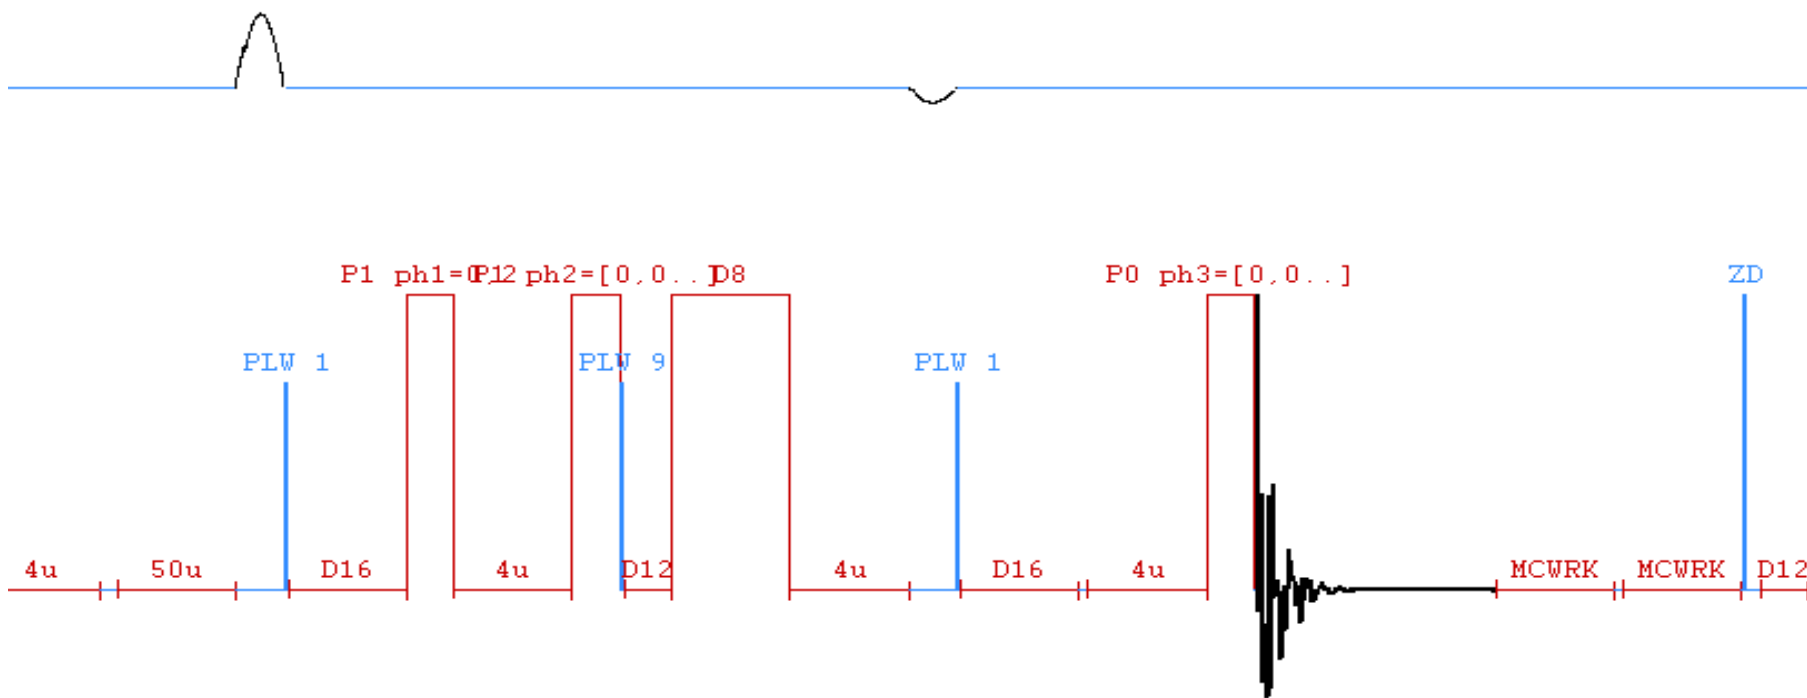 P1 ph1=0, P12 ph2=[0,0..] D8 P0 ph3=[0,0..] ZD
PLW 1 PLW 9 PLW 1
4u 50u D16 4u D12 4u D16 4u MCWRK MCWRK D12